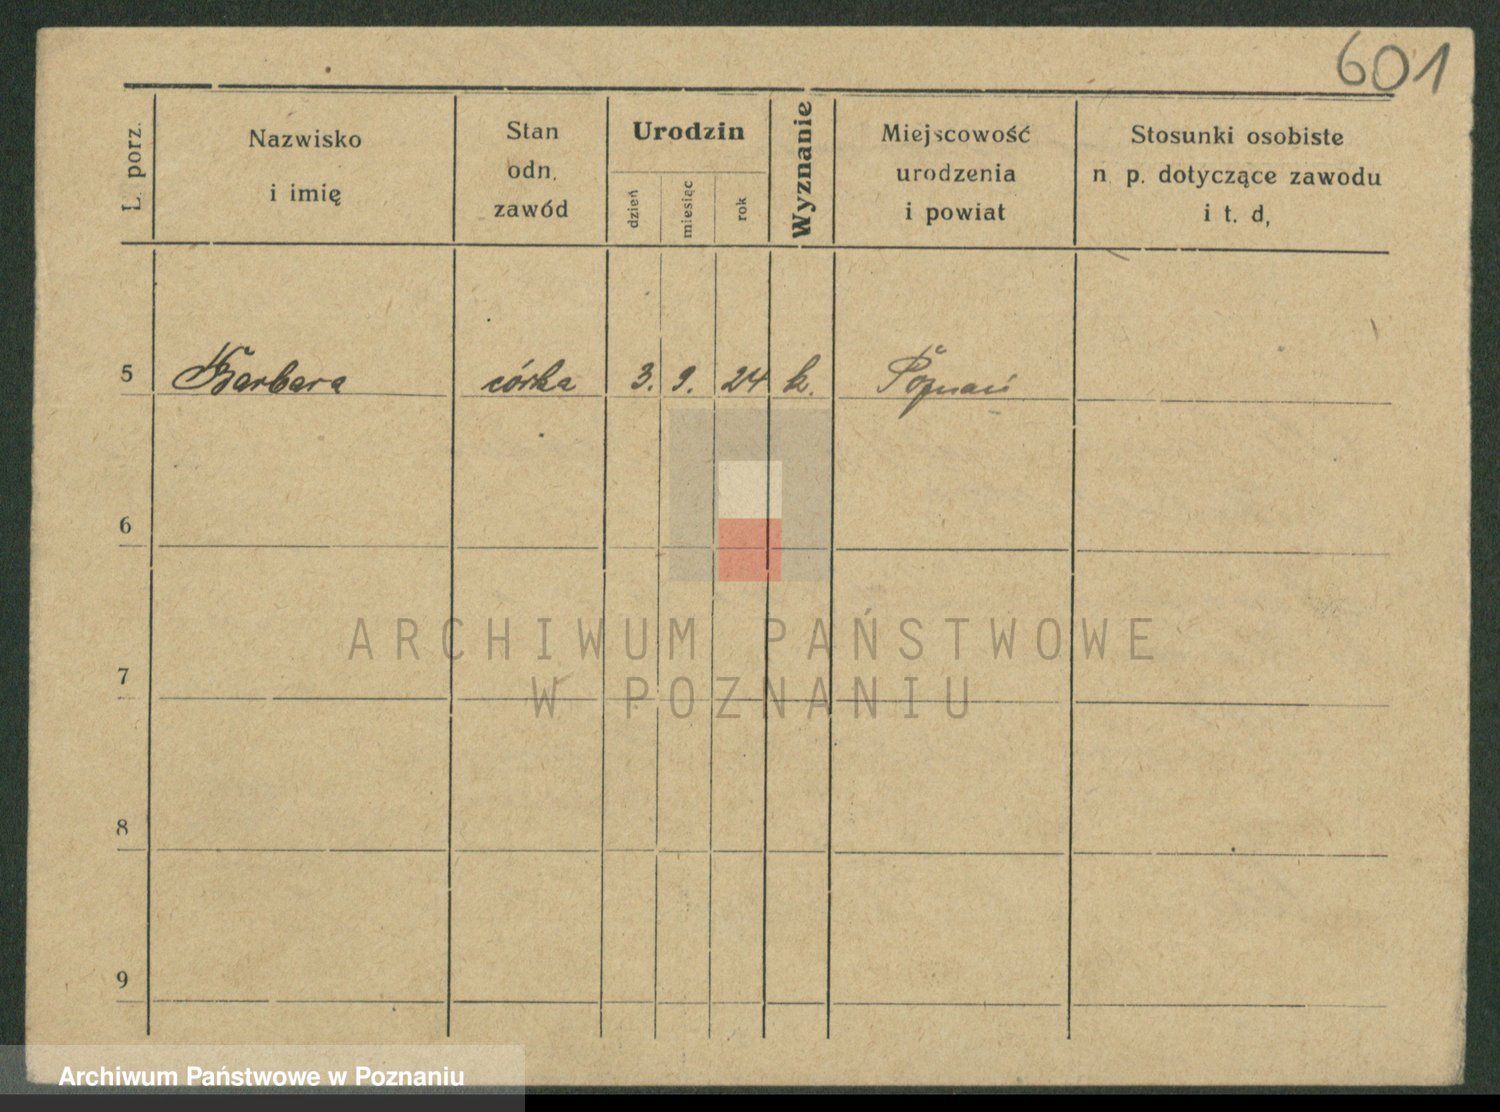 601
L. porz.
Nazwisko
i imię
Stan
odn.
zawód
Urodzin
dzień
miesiąc
rok
Wyznanie
Miejscowość
urodzenia
i powiat
Stosunki osobiste
n p. dotyczące zawodu
i t. d,
5 Barbara córka 3. 9. 24 k. Poznań
6
ARCHIWUM PAŃSTWOWE
7
W POZNANIU
8
9
Archiwum Państwowe w Poznaniu